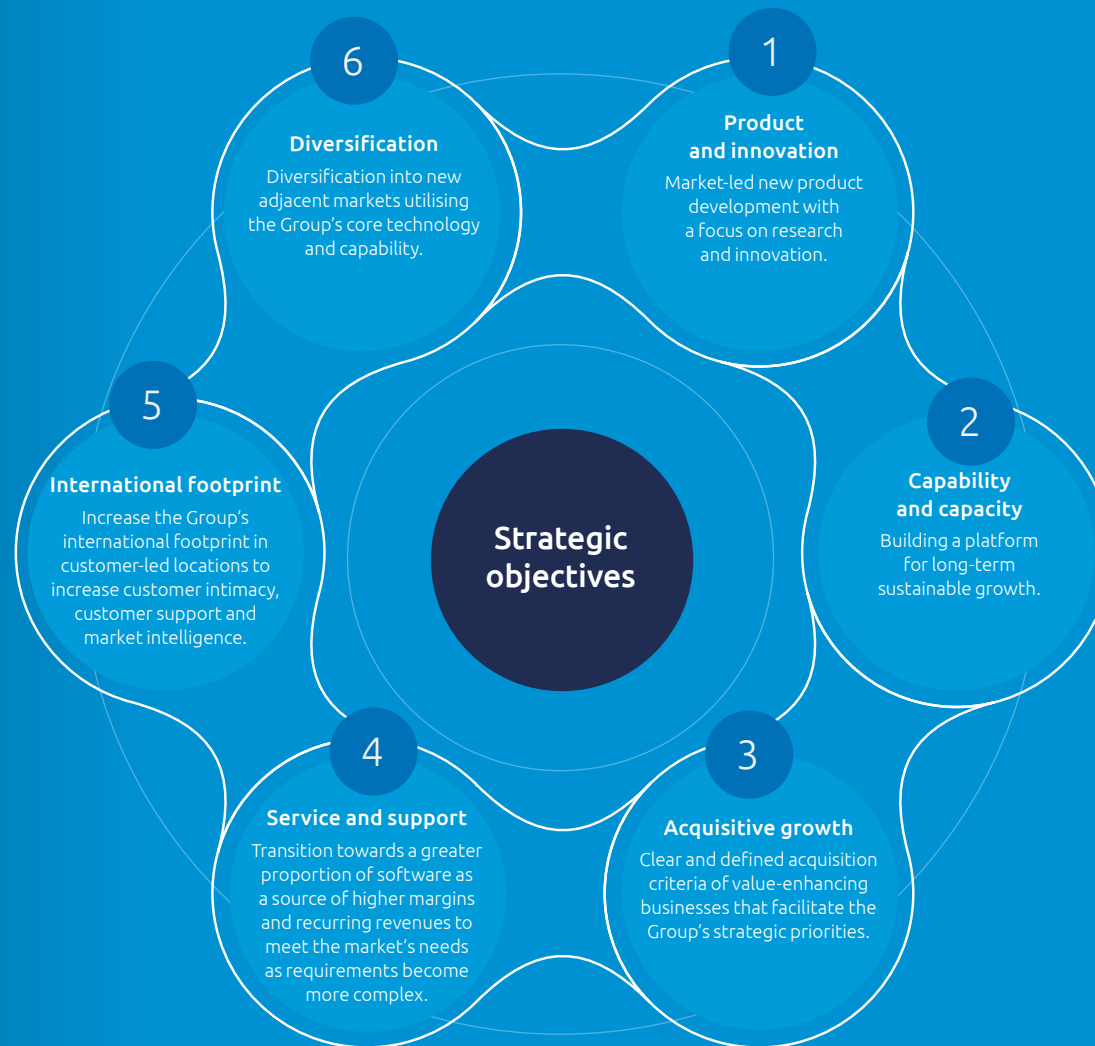 Strategic
objectives
1
Product
and innovation
Market-led new product
development with
a focus on research
and innovation.
2
Capability
and capacity
Building a platform
for long-term
sustainable growth.
3
Acquisitive growth
Clear and defined acquisition
criteria of value-enhancing
businesses that facilitate the
Group’s strategic priorities.
4
Service and support
Transition towards a greater
proportion of software as
a source of higher margins
and recurring revenues to
meet the market’s needs
as requirements become
more complex.
5
International footprint
Increase the Group’s
international footprint in
customer-led locations to
increase customer intimacy,
customer support and
market intelligence.
6
Diversification
Diversification into new
adjacent markets utilising
the Group’s core technology
and capability.